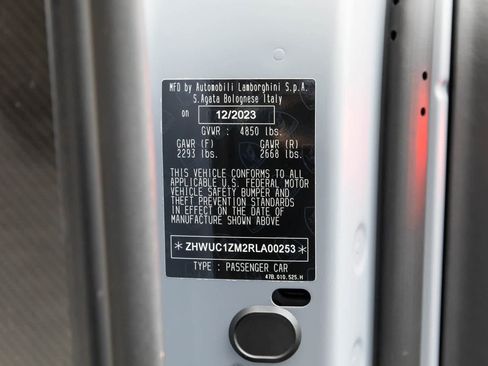 MFD by Automobili Lamborghini S.p.A.
S.Agata Bolognese Italy
on 12/2023
GVWR : 4850 lbs.
GAWR (F) GAWR (R)
2293 lbs. 2668 lbs.
THIS VEHICLE CONFORMS TO ALL
APPLICABLE U.S. FEDERAL MOTOR
VEHICLE SAFETY BUMPER AND
THEFT PREVENTION STANDARDS
IN EFFECT ON THE DATE OF
MANUFACTURE SHOWN ABOVE
*ZHWUC1ZM2RLA00253*
TYPE : PASSENGER CAR
47B.010.525.H